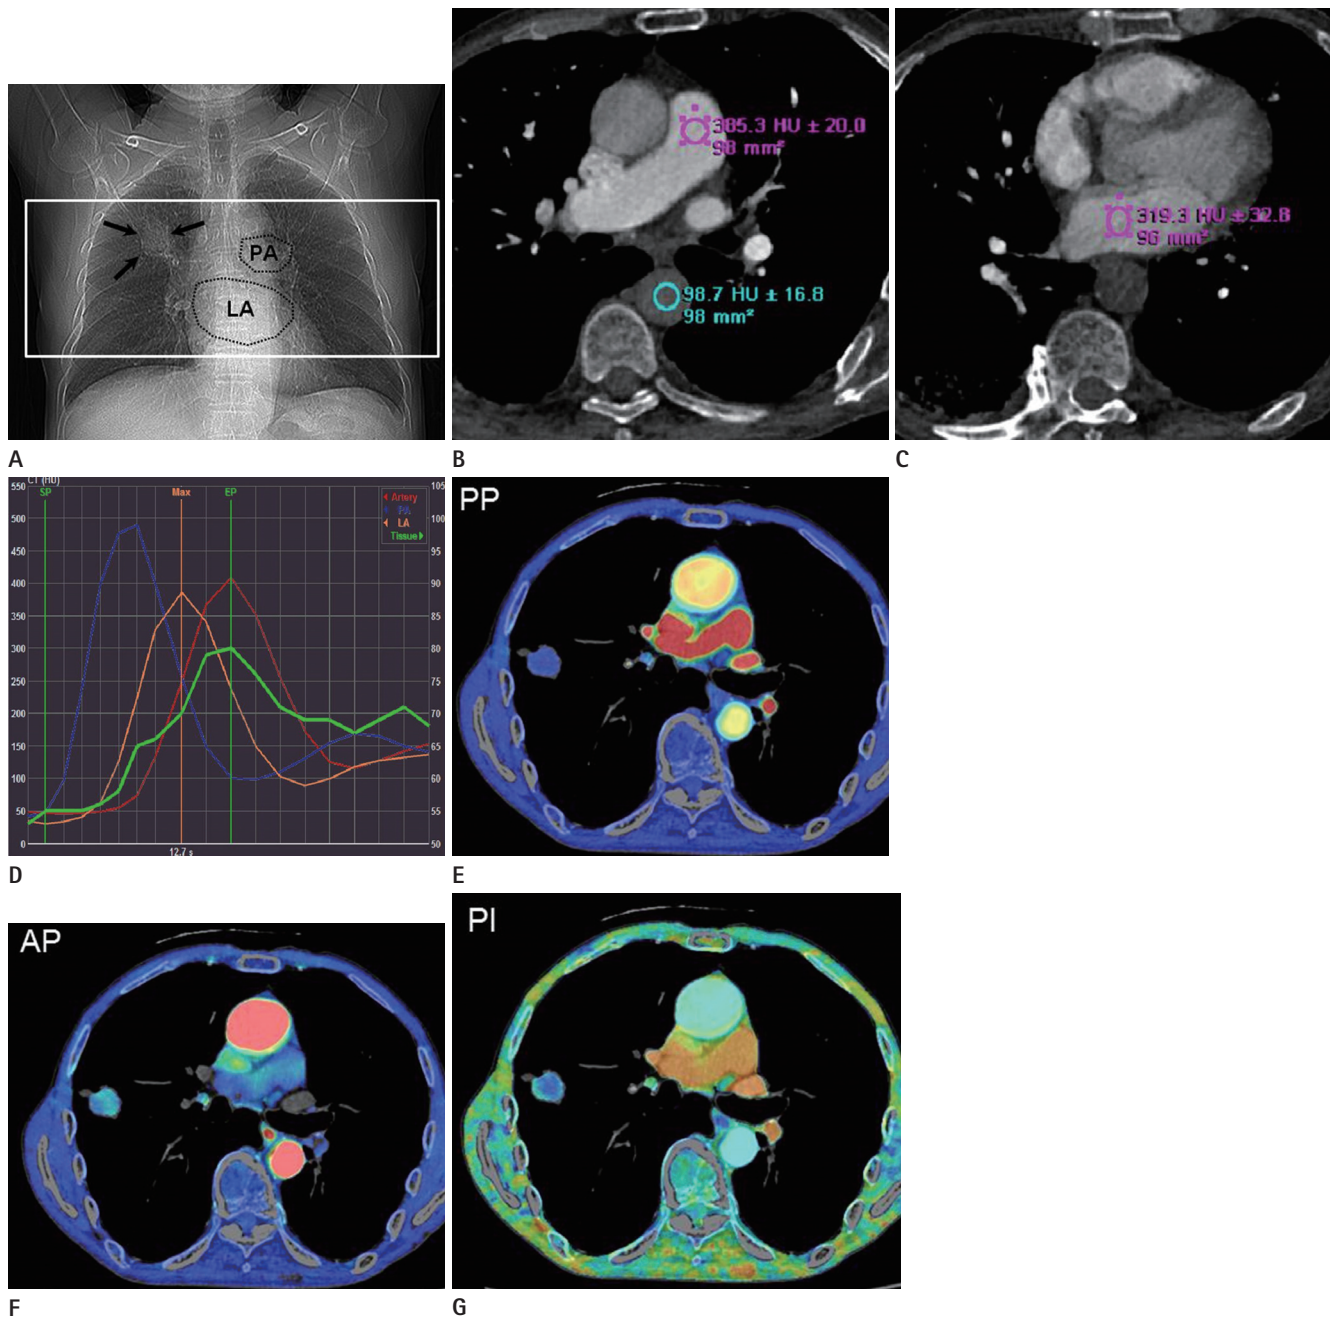 PA
LA
A
385.3 HU ± 20.0
98 mm²
98.7 HU ± 16.8
98 mm²
B
319.3 HU ± 32.8
96 mm²
C
CT (HU)
SP
Max
EP
Artery
PA
LA
Tissue
550
500
450
400
350
300
250
200
150
100
50
0
105
100
95
90
85
80
75
70
65
60
55
50
12.7 s
D
PP
E
AP
F
PI
G